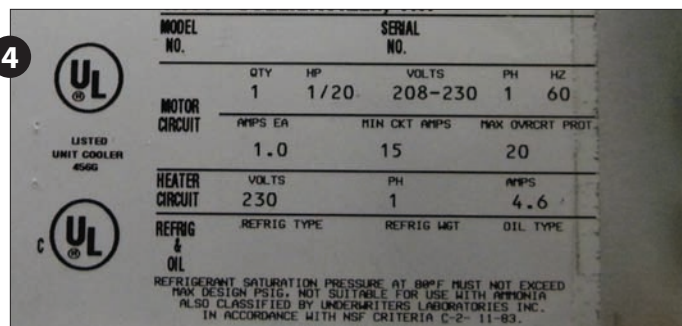 4
MODEL NO. SERIAL NO.
UL ®
LISTED
UNIT COOLER
456G
C UL ®
MOTOR CIRCUIT
QTY HP VOLTS PH HZ
1 1/20 208-230 1 60
AMPS EA MIN CKT AMPS MAX OVRCRT PROT.
1.0 15 20
HEATER CIRCUIT
VOLTS PH AMPS
230 1 4.6
REFRIG & OIL
REFRIG TYPE REFRIG WGT OIL TYPE
REFRIGERANT SATURATION PRESSURE AT 80°F MUST NOT EXCEED
MAX DESIGN PSIG, NOT SUITABLE FOR USE WITH AMMONIA
ALSO CLASSIFIED BY UNDERWRITERS LABORATORIES INC.
IN ACCORDANCE WITH NSF CRITERIA C-2- 11-83.